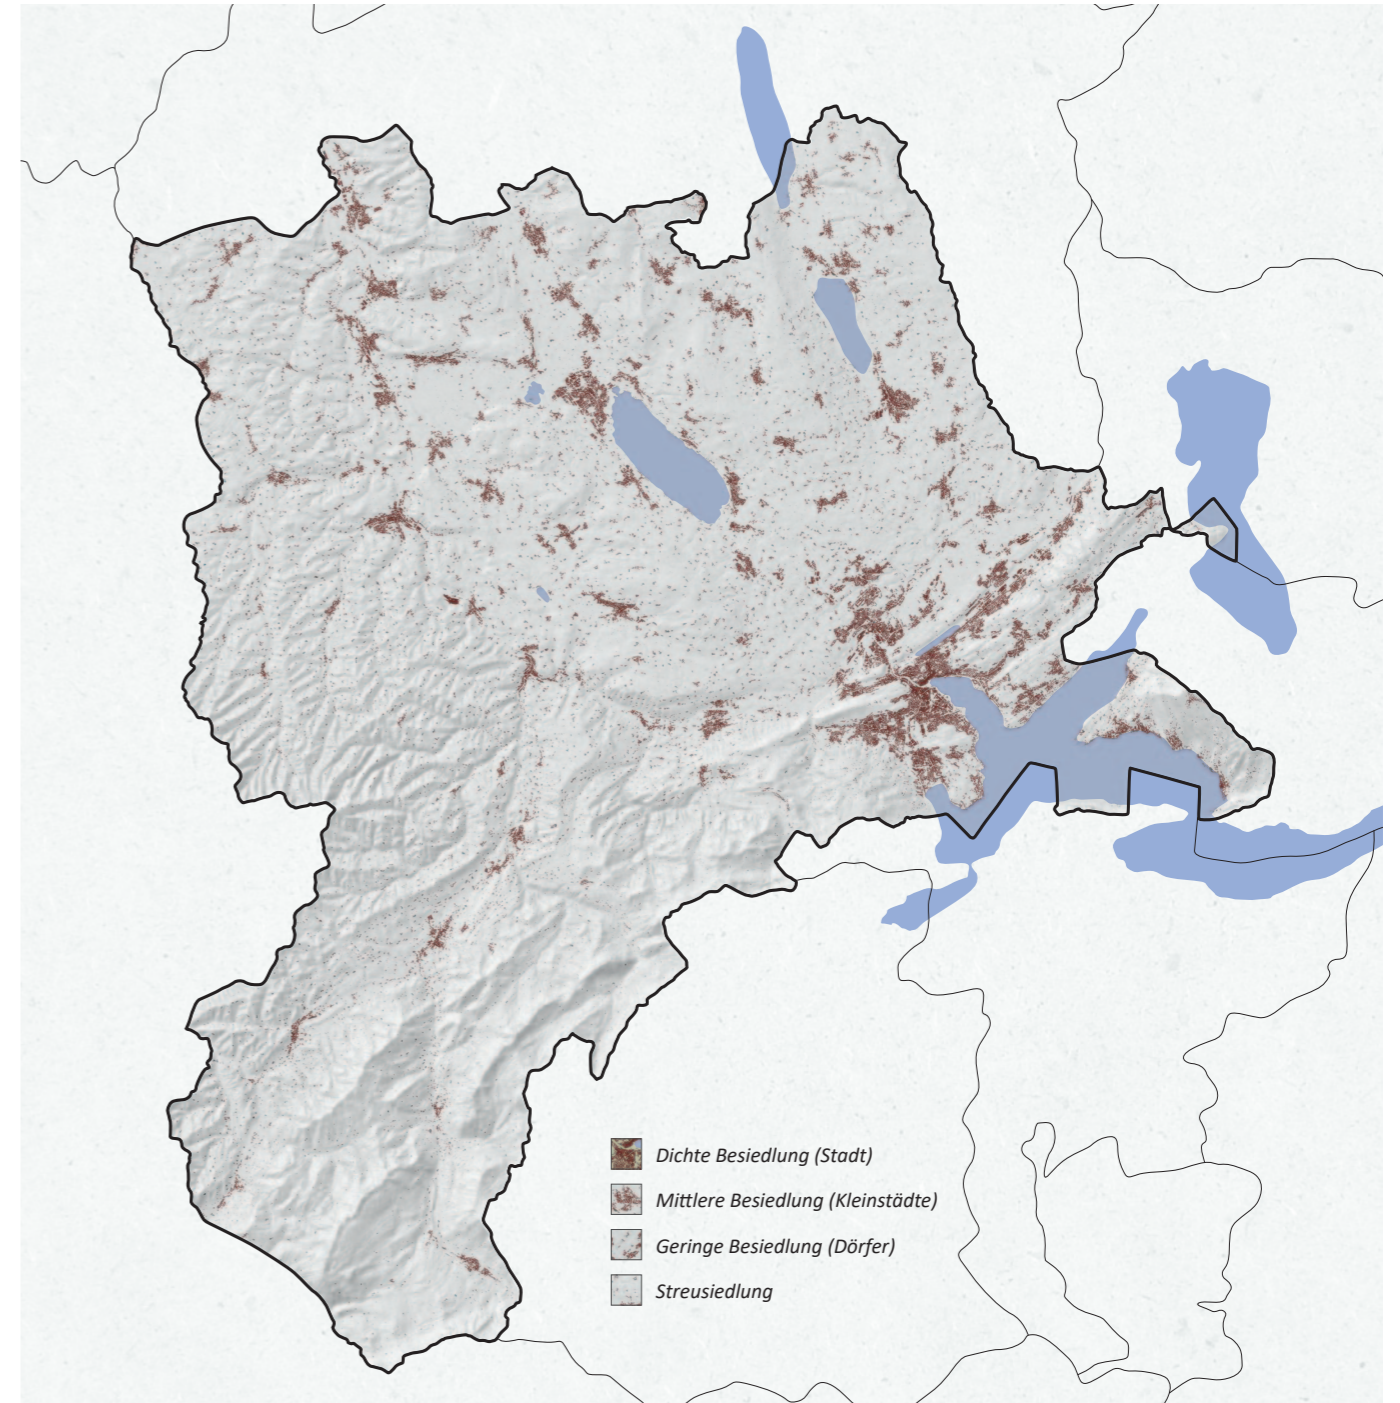 Dichte Besiedlung (Stadt)
Mittlere Besiedlung (Kleinstädte)
Geringe Besiedlung (Dörfer)
Streusiedlung